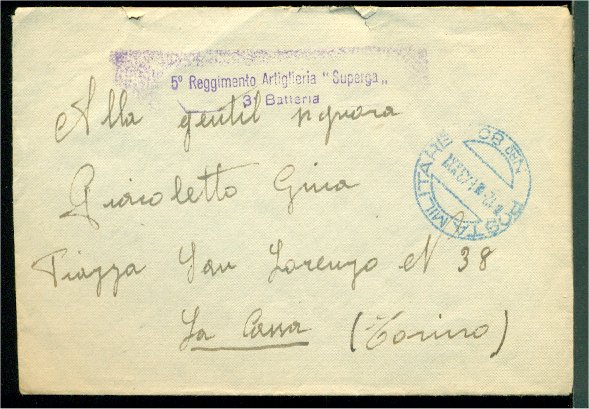 5º Reggimento Artiglieria "Superga„
3ª Batteria
Alla gentil signora
Gioioletto Gina
Piazza San Lorenzo N 38
La Cassa (Torino)
POSTA MILITARE